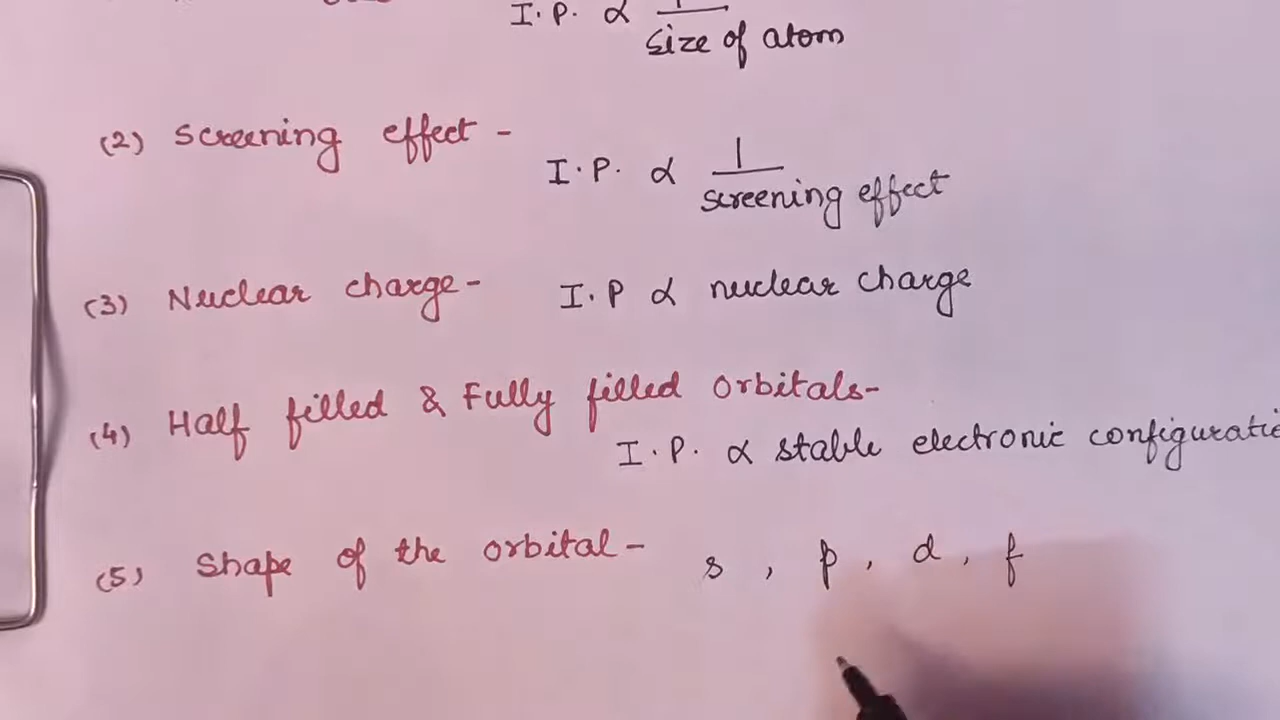 I.P. α 1/size of atom
(2) Screening effect -
I.P. α 1/screening effect
(3) Nuclear charge- I.P α nuclear charge
(4) Half filled & Fully filled orbitals-
I.P. α stable electronic configuratio
(5) Shape of the orbital- s, p, d, f